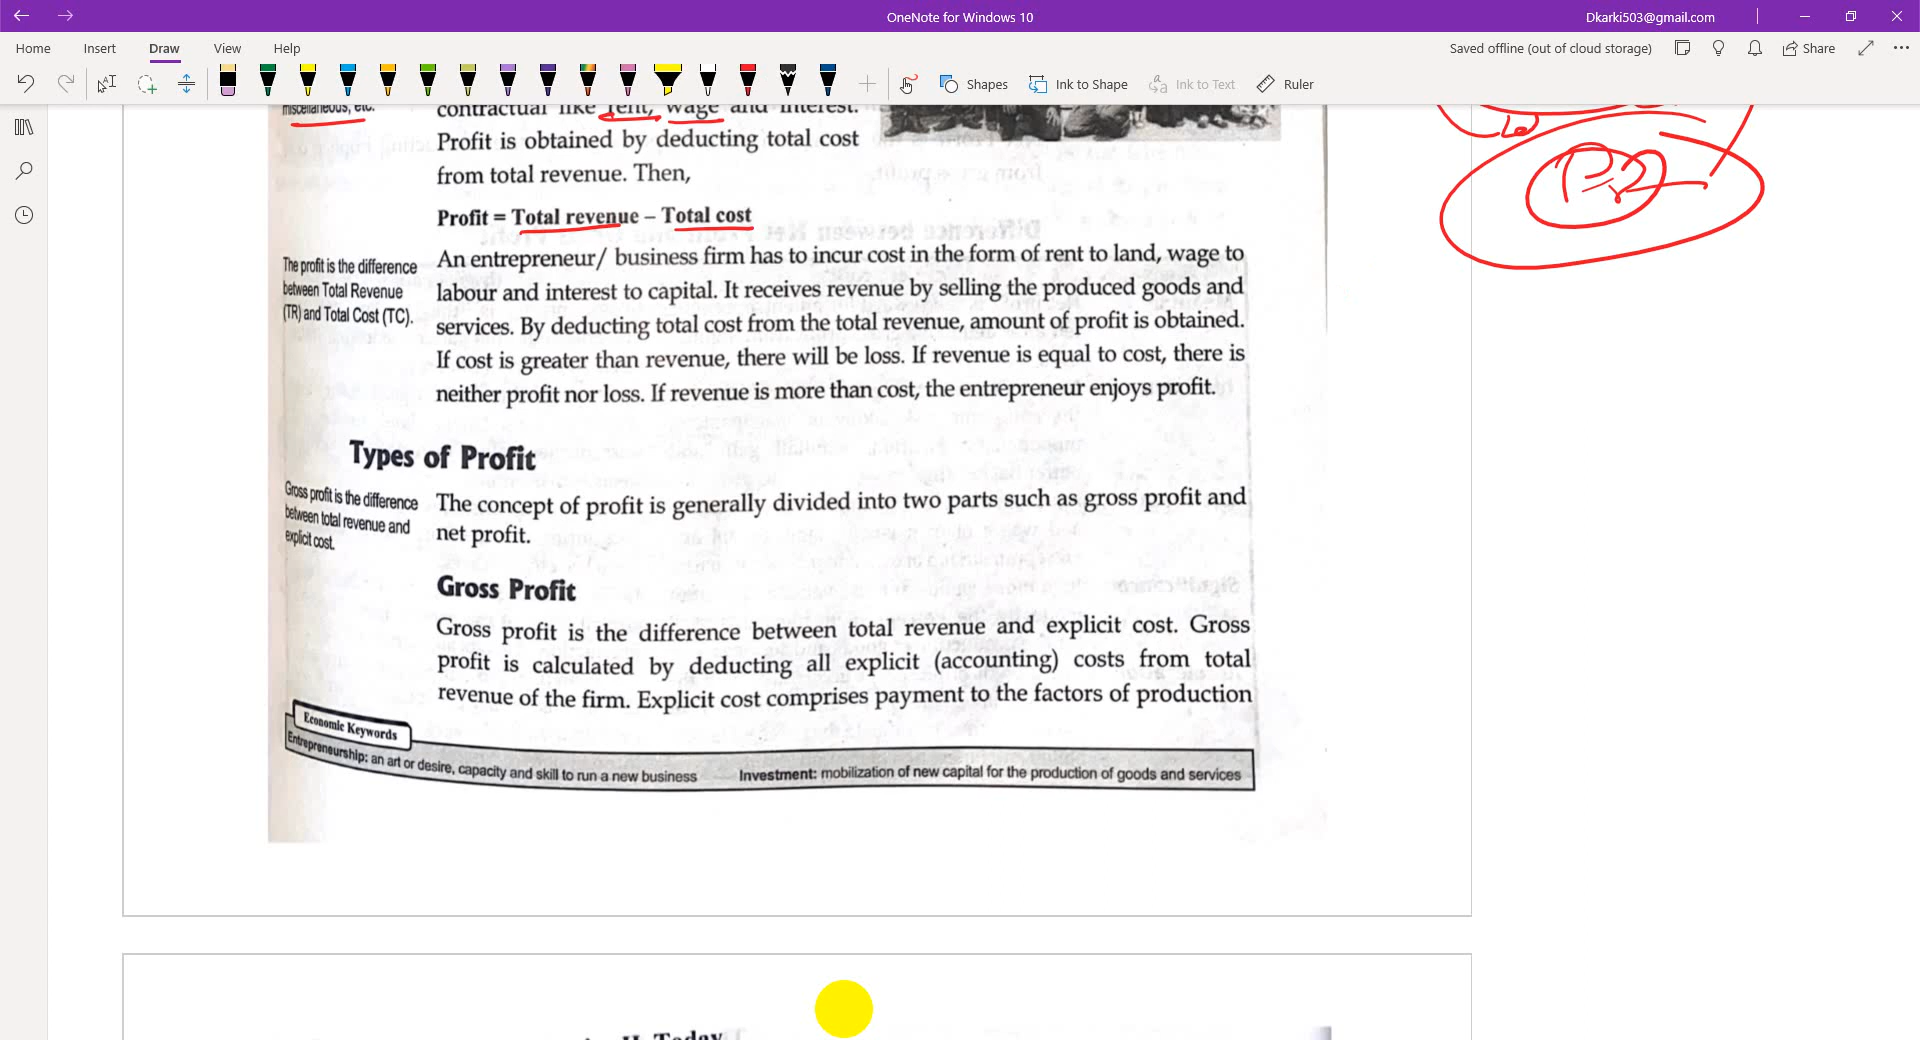 OneNote for Windows 10
Dkarki503@gmail.com
Home Insert Draw View Help
Saved offline (out of cloud storage)
Share
Shapes
Ink to Shape
Ink to Text
Ruler
miscellaneous, etc.
contractual like rent, wage and interest.
Profit is obtained by deducting total cost
from total revenue. Then,
Profit = Total revenue – Total cost
The profit is the difference
between Total Revenue
(TR) and Total Cost (TC).
An entrepreneur/ business firm has to incur cost in the form of rent to land, wage to
labour and interest to capital. It receives revenue by selling the produced goods and
services. By deducting total cost from the total revenue, amount of profit is obtained.
If cost is greater than revenue, there will be loss. If revenue is equal to cost, there is
neither profit nor loss. If revenue is more than cost, the entrepreneur enjoys profit.
Types of Profit
Gross profit is the difference
between total revenue and
explicit cost.
The concept of profit is generally divided into two parts such as gross profit and
net profit.
Gross Profit
Gross profit is the difference between total revenue and explicit cost. Gross
profit is calculated by deducting all explicit (accounting) costs from total
revenue of the firm. Explicit cost comprises payment to the factors of production
Economic Keywords
Entrepreneurship: an art or desire, capacity and skill to run a new business
Investment: mobilization of new capital for the production of goods and services
Today